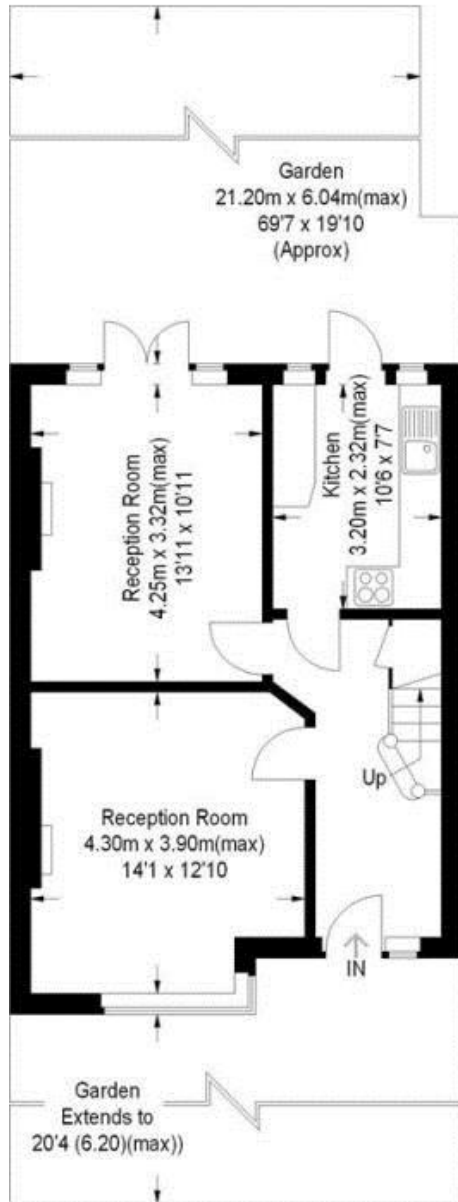 Garden
21.20m x 6.04m(max)
69'7 x 19'10
(Approx)
Reception Room
4.25m x 3.32m(max)
13'11 x 10'11
Kitchen
3.20m x 2.32m(max)
10'6 x 7'7
Up
Reception Room
4.30m x 3.90m(max)
14'1 x 12'10
IN
Garden
Extends to
20'4 (6.20)(max))